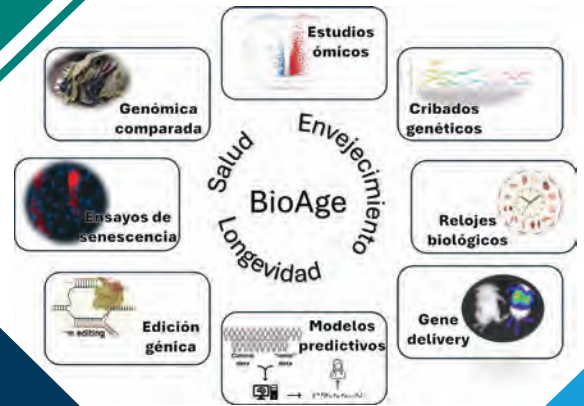 Estudios
ómicos
Genómica
comparada
Cribados
genéticos
Salud
Envejecimiento
BioAge
Longevidad
Ensayos de
senescencia
Relojes
biológicos
Edición
génica
editing
Modelos
predictivos
Gene
delivery